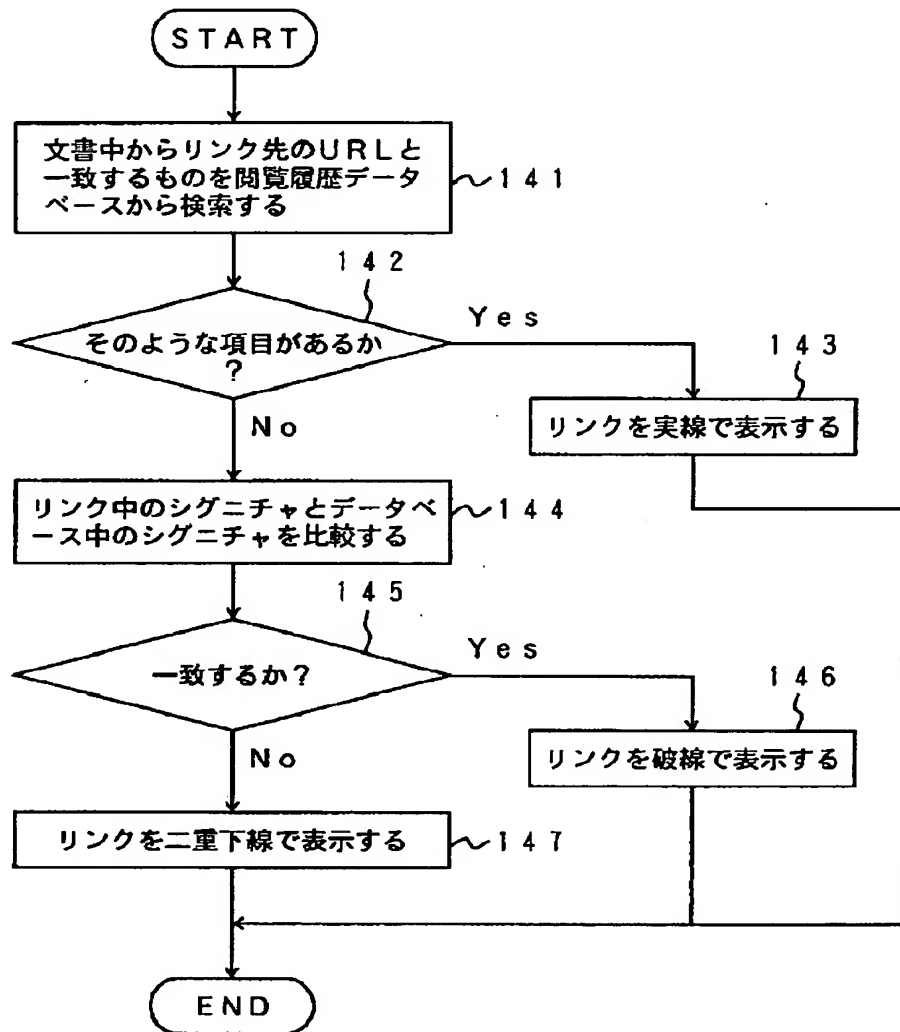 START
文書中からリンク先のURLと
一致するものを閲覧履歴データ
ベースから検索する
141
142
そのような項目があるか
?
Yes
143
リンクを実線で表示する
No
リンク中のシグニチャとデータベ
ース中のシグニチャを比較する
144
145
一致するか?
Yes
146
リンクを破線で表示する
No
リンクを二重下線で表示する
147
END